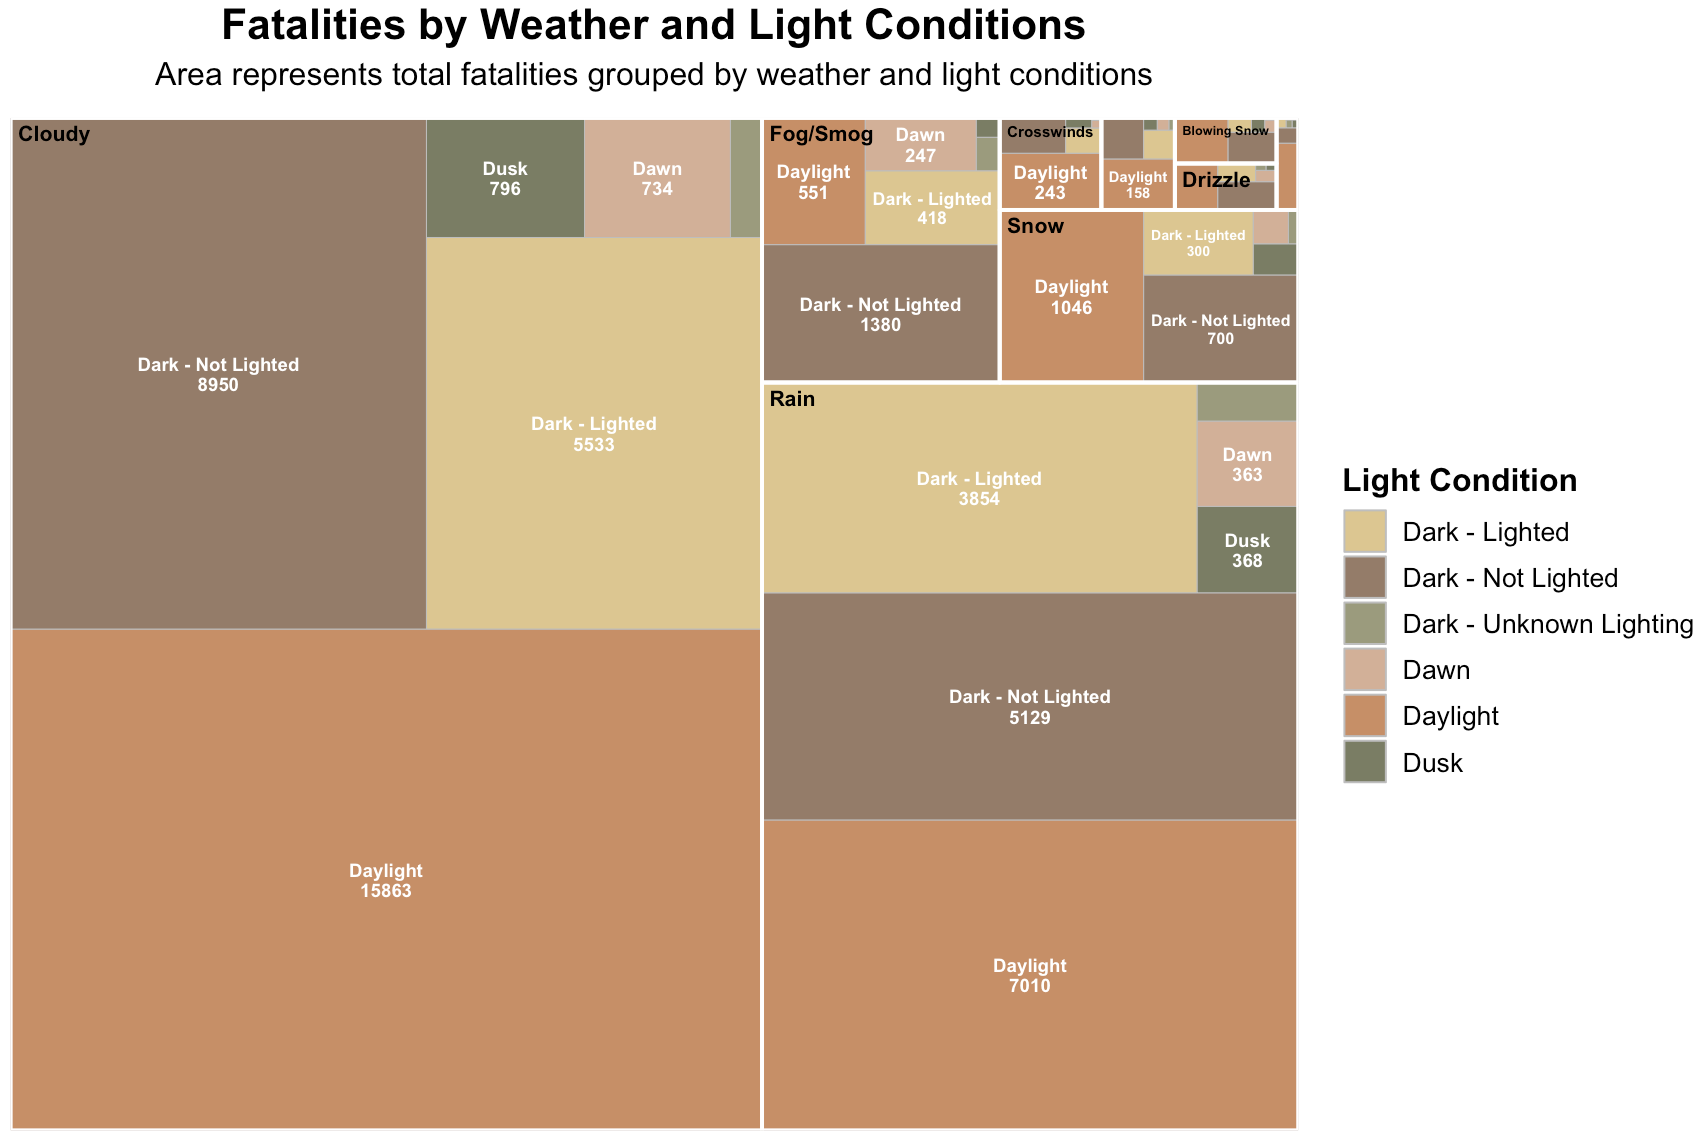 Fatalities by Weather and Light Conditions
Area represents total fatalities grouped by weather and light conditions
Cloudy
Dark - Not Lighted
8950
Dusk
796
Dawn
734
Dark - Lighted
5533
Daylight
15863
Fog/Smog
Daylight
551
Dawn
247
Dark - Lighted
418
Dark - Not Lighted
1380
Crosswinds
Daylight
243
Daylight
158
Blowing Snow
Drizzle
Snow
Daylight
1046
Dark - Lighted
300
Dark - Not Lighted
700
Rain
Dark - Lighted
3854
Dawn
363
Dusk
368
Dark - Not Lighted
5129
Daylight
7010
Light Condition
Dark - Lighted
Dark - Not Lighted
Dark - Unknown Lighting
Dawn
Daylight
Dusk